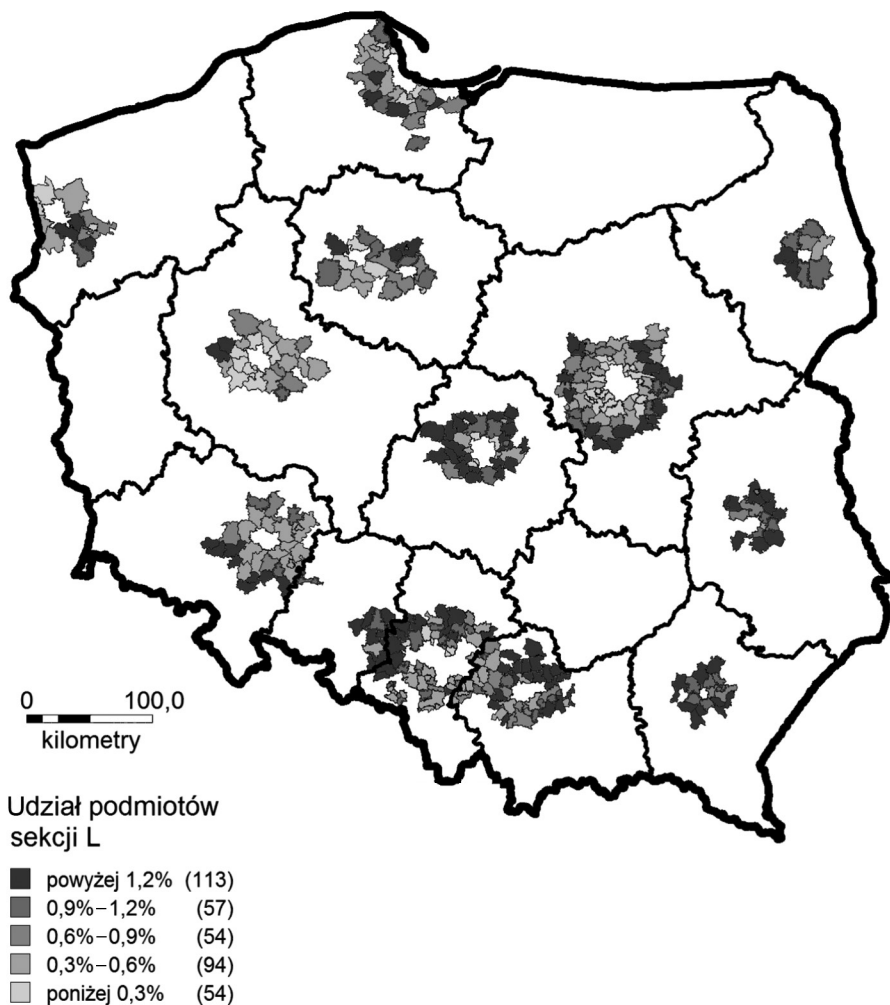 0 100,0
kilometry
Udział podmiotów
sekcji L
powyżej 1,2% (113)
0,9%–1,2% (57)
0,6%–0,9% (54)
0,3%–0,6% (94)
poniżej 0,3% (54)